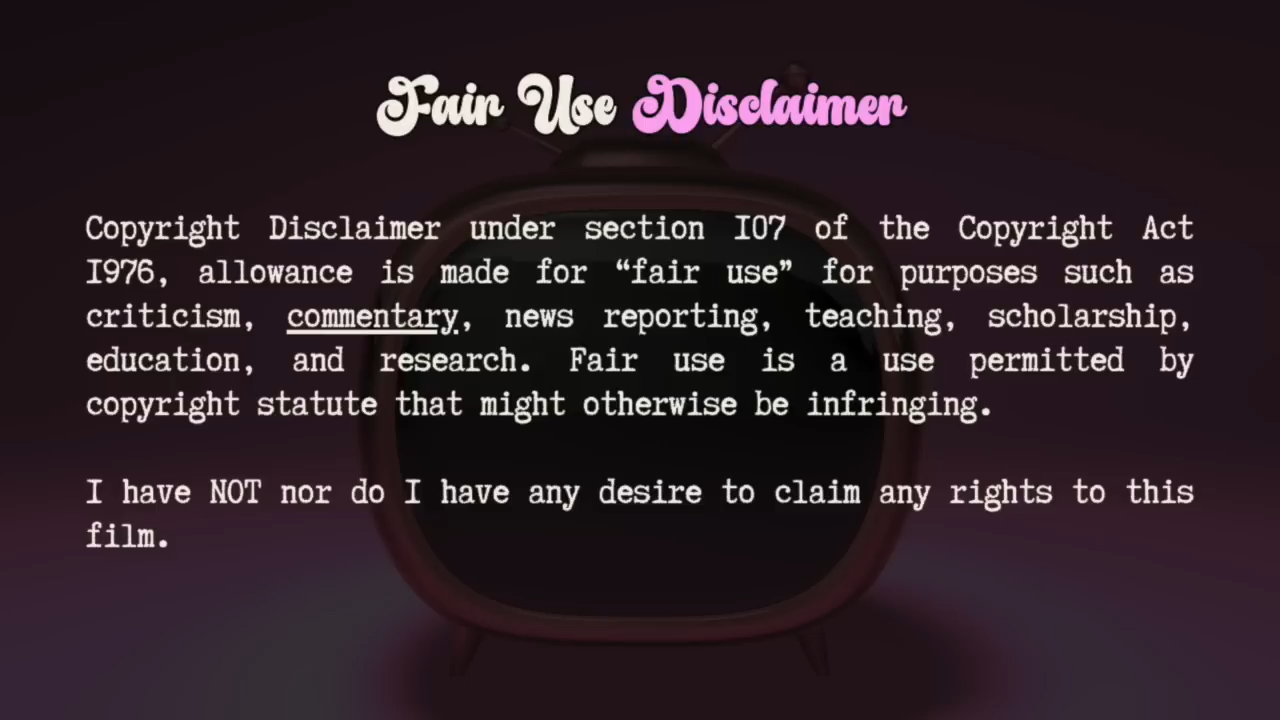 Fair Use Disclaimer
Copyright Disclaimer under section 107 of the Copyright Act
1976, allowance is made for “fair use” for purposes such as
criticism, commentary, news reporting, teaching, scholarship,
education, and research. Fair use is a use permitted by
copyright statute that might otherwise be infringing.
I have NOT nor do I have any desire to claim any rights to this
film.